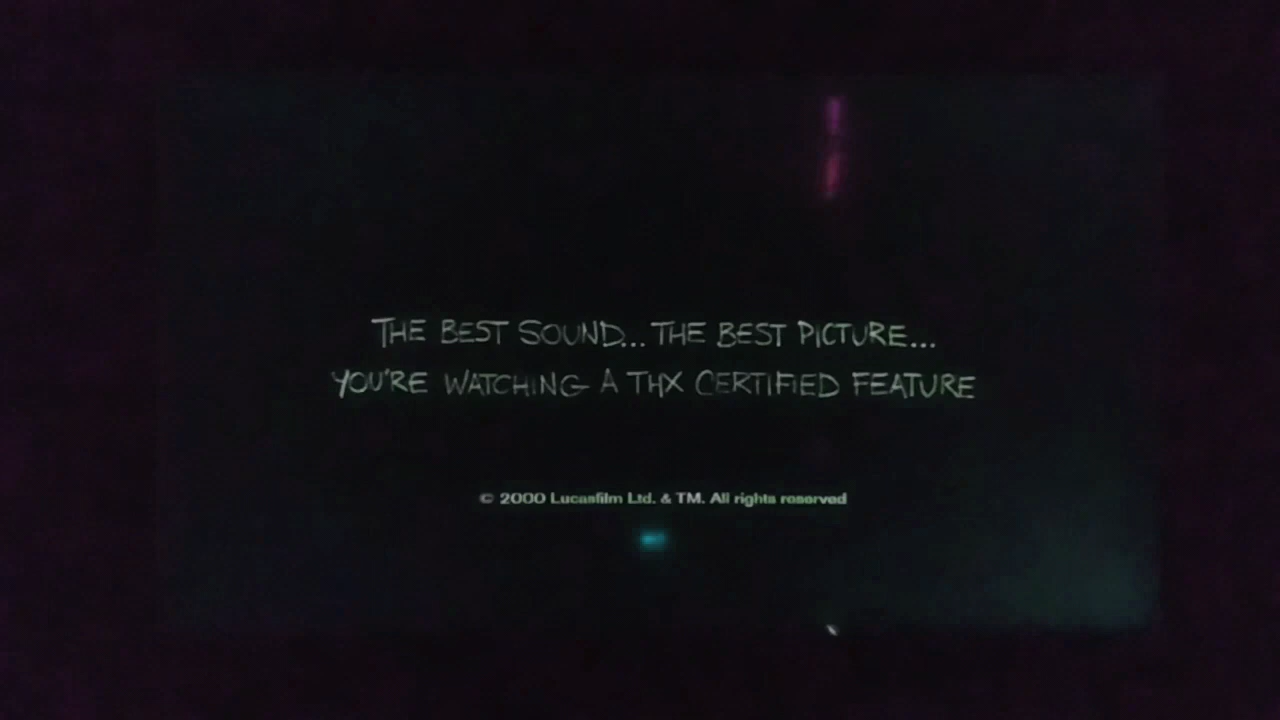 THE BEST SOUND... THE BEST PICTURE...
YOU'RE WATCHING A THX CERTIFIED FEATURE
© 2000 Lucasfilm Ltd. & TM. All rights reserved